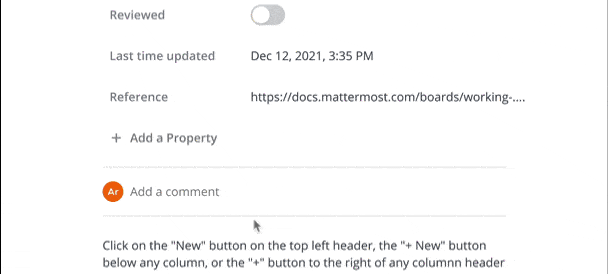 Reviewed
Last time updated Dec 12, 2021, 3:35 PM
Reference https://docs.mattermost.com/boards/working-....
+ Add a Property
Ar Add a comment
Click on the "New" button on the top left header, the "+ New" button
below any column, or the "+" button to the right of any columnn header